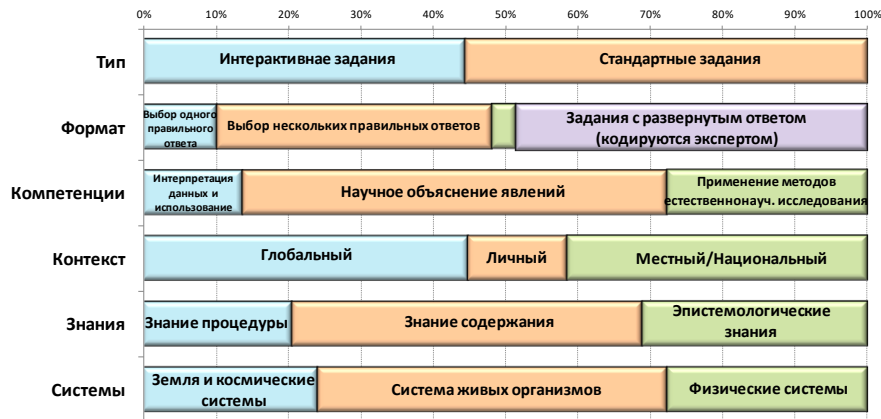 0% 10% 20% 30% 40% 50% 60% 70% 80% 90% 100%
Тип
Интерактивнае задания
Стандартные задания
Формат
Выбор одного
правильного
ответа
Выбор нескольких правильных ответов
Задания с развернутым ответом
(кодируются экспертом)
Компетенции
Интерпретация
данных и
использование
Научное объяснение явлений
Применение методов
естественнонауч. исследования
Контекст
Глобальный
Личный
Местный/Национальный
Знания
Знание процедуры
Знание содержания
Эпистемологические
знания
Системы
Земля и космические
системы
Система живых организмов
Физические системы